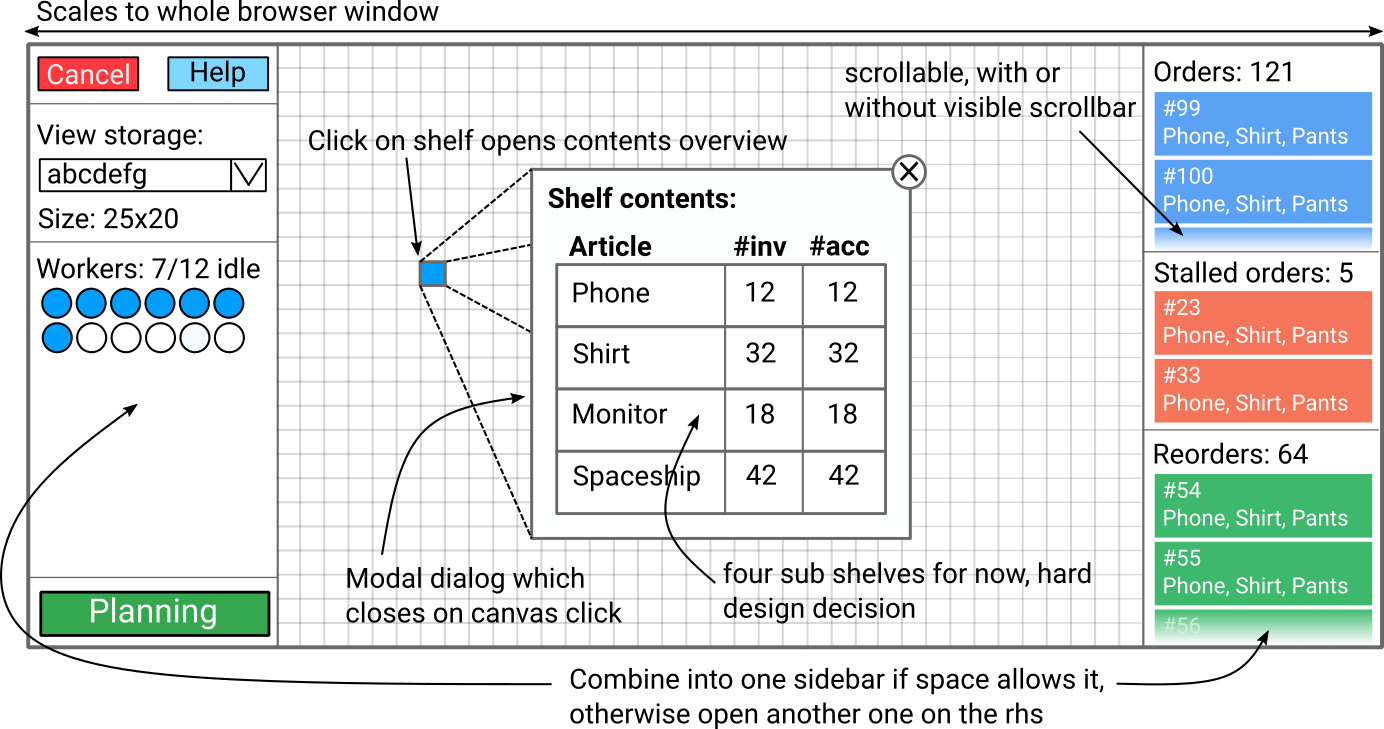 Scales to whole browser window
Cancel
Help
View storage:
abcdefg
Size: 25x20
Workers: 7/12 idle
Planning
Click on shelf opens contents overview
scrollable, with or
without visible scrollbar
Shelf contents:
Article #inv #acc
Phone 12 12
Shirt 32 32
Monitor 18 18
Spaceship 42 42
Modal dialog which
closes on canvas click
four sub shelves for now, hard
design decision
Orders: 121
#99
Phone, Shirt, Pants
#100
Phone, Shirt, Pants
Stalled orders: 5
#23
Phone, Shirt, Pants
#33
Phone, Shirt, Pants
Reorders: 64
#54
Phone, Shirt, Pants
#55
Phone, Shirt, Pants
#56
Combine into one sidebar if space allows it,
otherwise open another one on the rhs